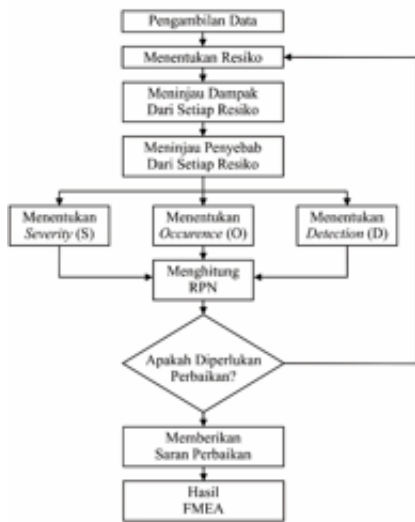 Pengambilan Data
Menentukan Resiko
Meninjau Dampak
Dari Setiap Resiko
Meninjau Penyebab
Dari Setiap Resiko
Menentukan
Severity (S)
Menentukan
Occurence (O)
Menentukan
Detection (D)
Menghitung
RPN
Apakah Diperlukan
Perbaikan?
Memberikan
Saran Perbaikan
Hasil
FMEA